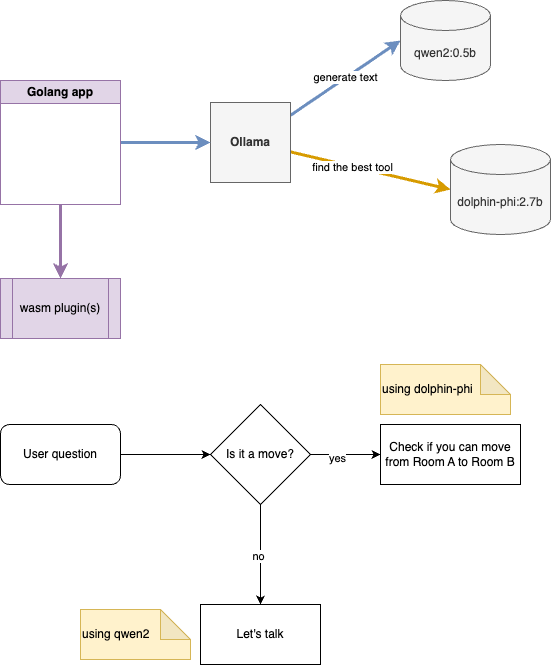 qwen2:0.5b
generate text
Golang app
Ollama
find the best tool
dolphin-phi:2.7b
wasm plugin(s)
using dolphin-phi
User question
Is it a move?
yes
Check if you can move
from Room A to Room B
no
using qwen2
Let's talk